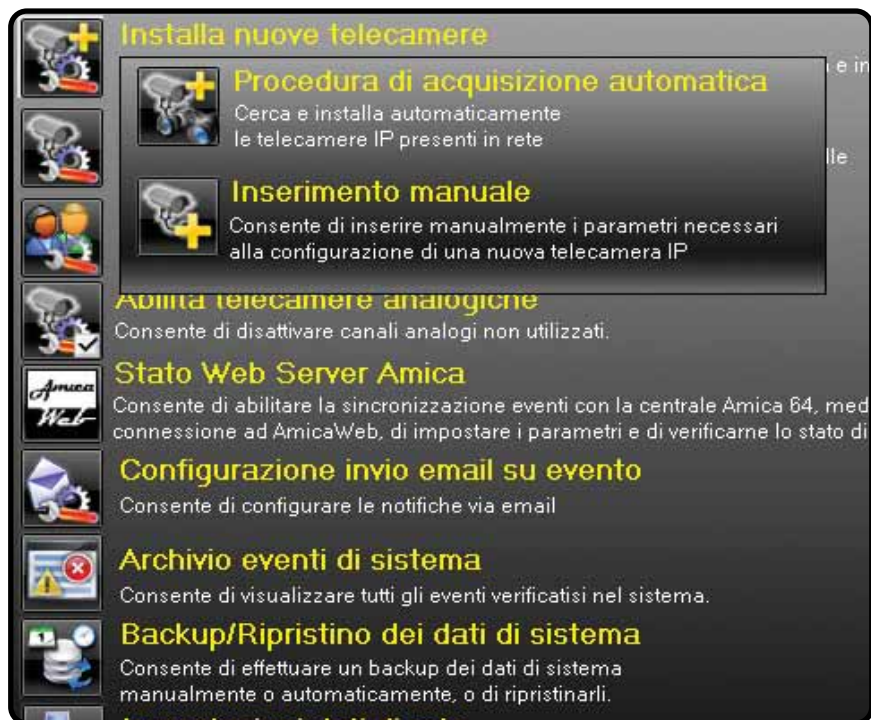 Installa nuove telecamere
e in
Procedura di acquisizione automatica
Cerca e installa automaticamente
le telecamere IP presenti in rete
lle
Inserimento manuale
Consente di inserire manualmente i parametri necessari
alla configurazione di una nuova telecamera IP
Abilita telecamere analogiche
Consente di disattivare canali analogi non utilizzati.
Amica
Web
Stato Web Server Amica
Consente di abilitare la sincronizzazione eventi con la centrale Amica 64, med
connessione ad AmicaWeb, di impostare i parametri e di verificarne lo stato di
Configurazione invio email su evento
Consente di configurare le notifiche via email
Archivio eventi di sistema
Consente di visualizzare tutti gli eventi verificatisi nel sistema.
1
Backup/Ripristino dei dati di sistema
Consente di effettuare un backup dei dati di sistema
manualmente o automaticamente, o di ripristinarli.